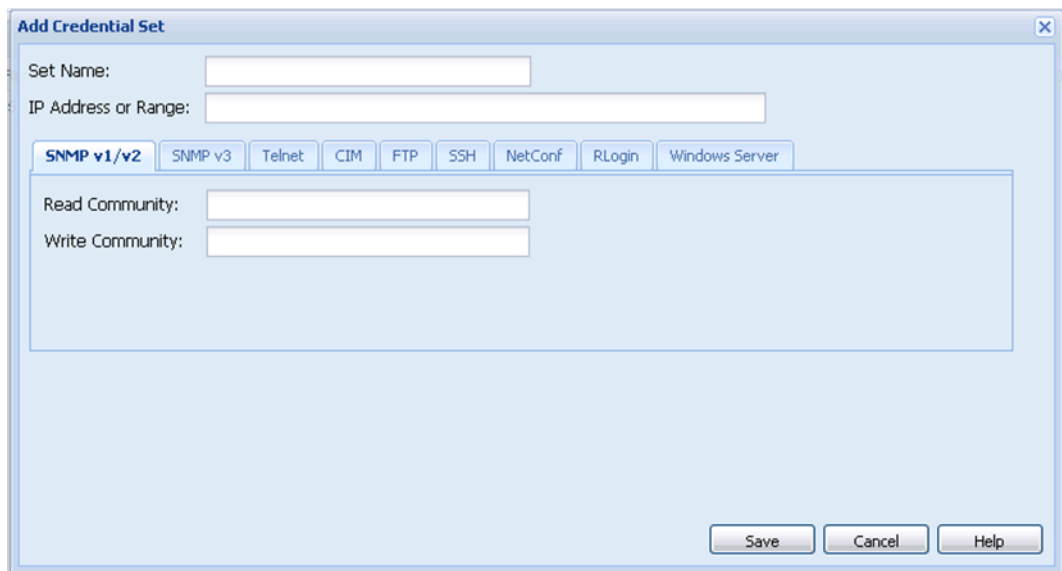 Add Credential Set
Set Name:
IP Address or Range:
SNMP v1/v2 SNMP v3 Telnet CIM FTP SSH NetConf RLogin Windows Server
Read Community:
Write Community:
Save Cancel Help